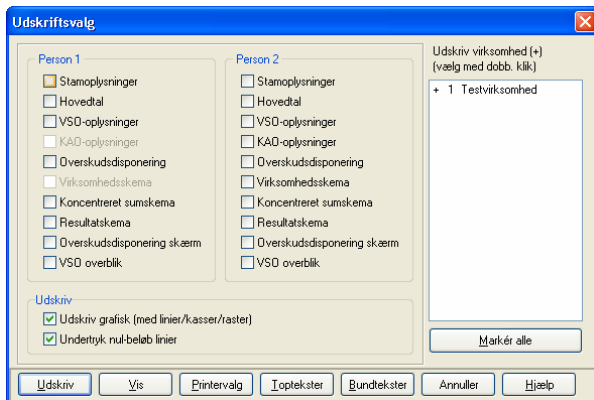 Udskriftsvalg
Person 1
Stamoplysninger
Hovedtal
VSO-oplysninger
KAO-oplysninger
Overskudsdisponering
Virksomhedsskema
Koncentreret sumskema
Resultatskema
Overskudsdisponering skærm
VSO overblik
Person 2
Stamoplysninger
Hovedtal
VSO-oplysninger
KAO-oplysninger
Overskudsdisponering
Virksomhedsskema
Koncentreret sumskema
Resultatskema
Overskudsdisponering skærm
VSO overblik
Udskriv virksomhed (+)
(vælg med dobb. klik)
+ 1 Testvirksomhed
Markér alle
Udskriv
Udskriv grafisk (med linier/kasser/raster)
Undertryk nul-beløb linier
Udskriv
Vis
Printervalg
Toptekster
Bundtekster
Annuller
Hjælp